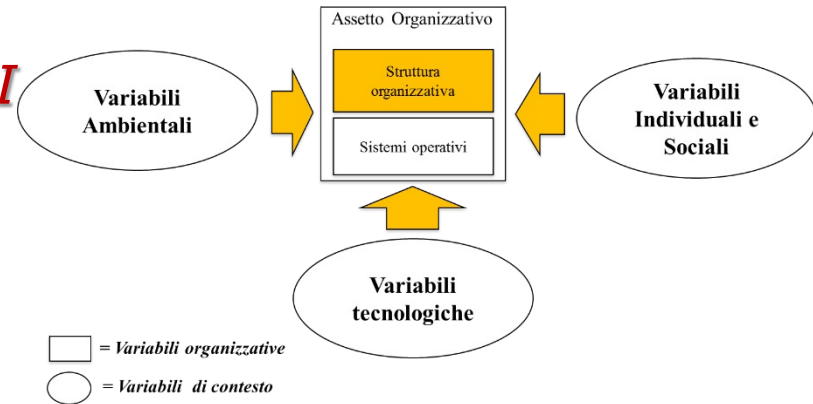 Assetto Organizzativo
I
Variabili
Ambientali
Struttura
organizzativa
Sistemi operativi
Variabili
Individuali e
Sociali
Variabili
tecnologiche
= Variabili organizzative
= Variabili di contesto